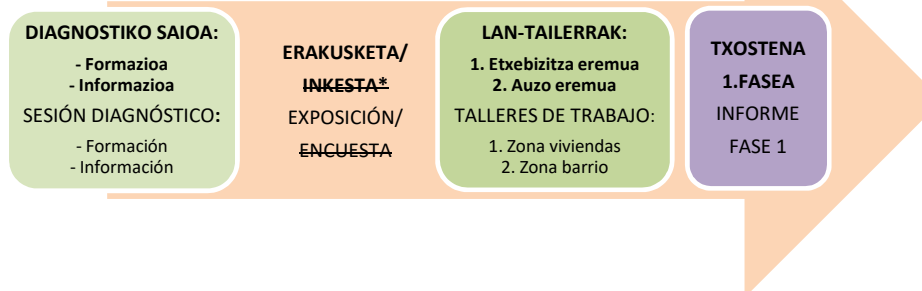 DIAGNOSTIKO SAIOA:
- Formazioa
- Informazioa
SESIÓN DIAGNÓSTICO:
- Formación
- Información
ERAKUSKETA/
INKESTA*
EXPOSICIÓN/
ENCUESTA
LAN-TAILERRAK:
1. Etxebizitza eremua
2. Auzo eremua
TALLERES DE TRABAJO:
1. Zona viviendas
2. Zona barrio
TXOSTENA
1.FASEA
INFORME
FASE 1